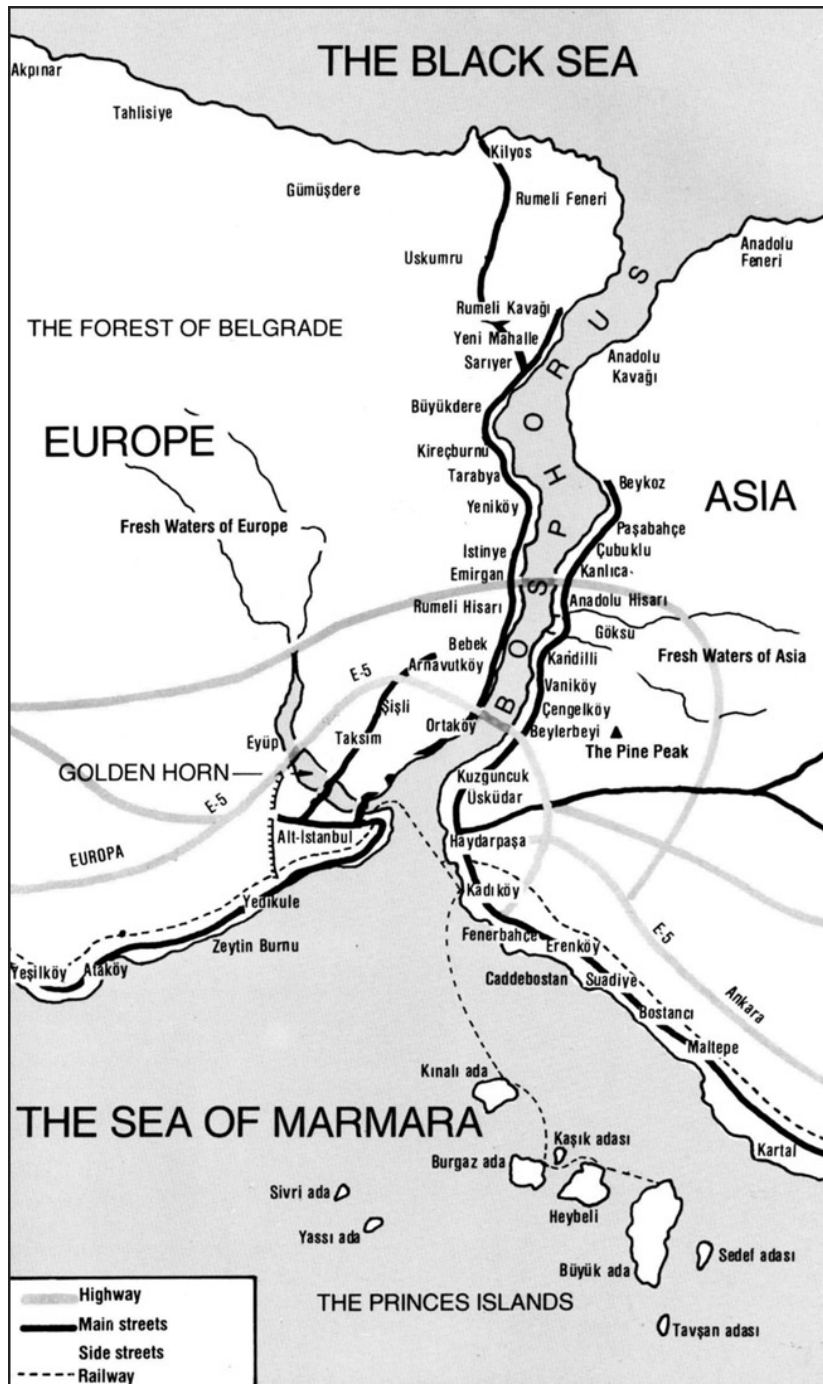 THE BLACK SEA
Akpınar
Tahlisiye
Kilyos
Gümüşdere
Rumeli Feneri
Anadolu
Feneri
Uskumru
Rumeli Kavağı
THE FOREST OF BELGRADE
Yeni Mahalle
Sarıyer
Anadolu
Kavağı
BOSPHORUS
Büyükdere
EUROPE
Kireçburnu
Tarabya
Beykoz
ASIA
Yeniköy
Fresh Waters of Europe
Paşabahçe
Istinye
Çubuklu
Emirgan
Kanlıca
Rumeli Hisarı
Anadolu Hisarı
Göksu
Bebek
Arnavutköy
Kandilli
Fresh Waters of Asia
E-5
Vaniköy
Şişli
Ortaköy
Çengelköy
Taksim
Beylerbeyi
Eyüp
The Pine Peak
GOLDEN HORN
Kuzguncuk
Üsküdar
E-5
Alt-Istanbul
Haydarpaşa
EUROPA
Kadıköy
Yedikule
Fenerbahçe
E-5
Zeytin Burnu
Erenköy
Yeşilköy
Ataköy
Caddebostan
Suadiye
Ankara
Bostancı
Maltepe
Kınalı ada
THE SEA OF MARMARA
Kaşık adası
Kartal
Burgaz ada
Sivri ada
Heybeli
Yassı ada
Sedef adası
Büyük ada
THE PRINCES ISLANDS
Tavşan adası
Highway
Main streets
Side streets
Railway